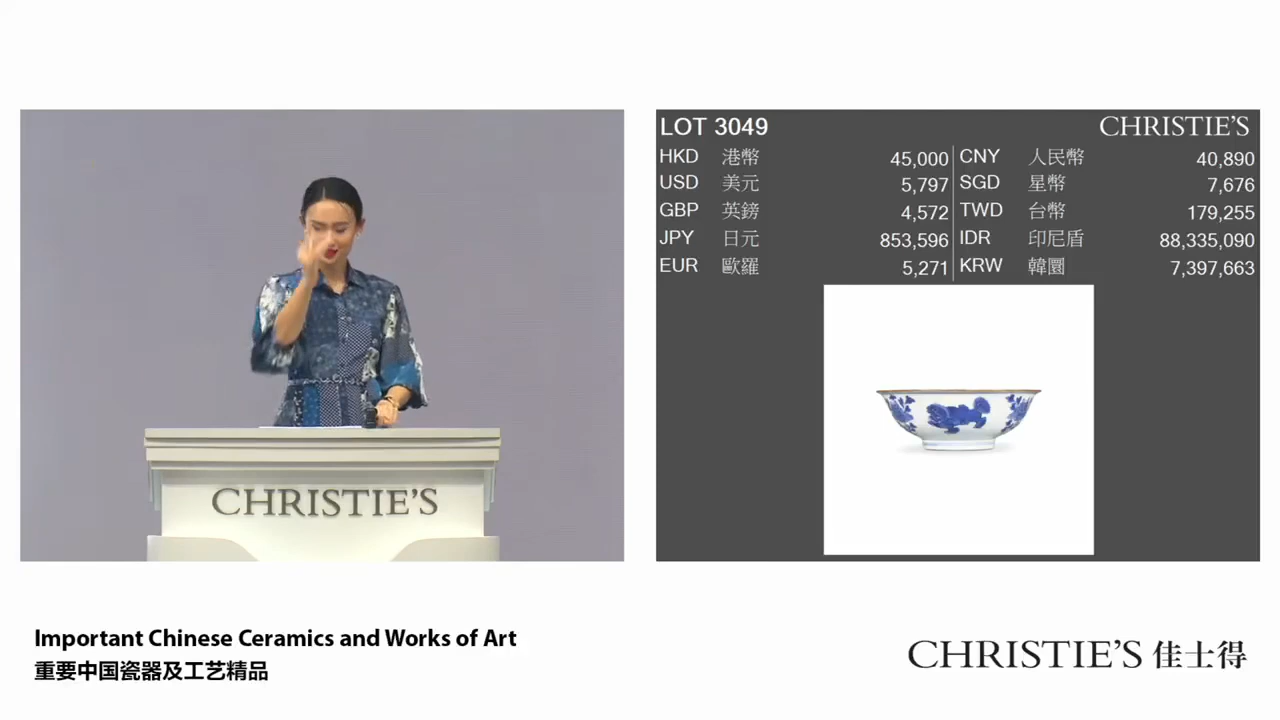 LOT 3049
CHRISTIE'S
HKD 港幣 45,000 CNY 人民幣 40,890
USD 美元 5,797 SGD 星幣 7,676
GBP 英鎊 4,572 TWD 台幣 179,255
JPY 日元 853,596 IDR 印尼盾 88,335,090
EUR 歐羅 5,271 KRW 韓圜 7,397,663
CHRISTIE'S
Important Chinese Ceramics and Works of Art
重要中国瓷器及工艺精品
CHRISTIE'S 佳士得